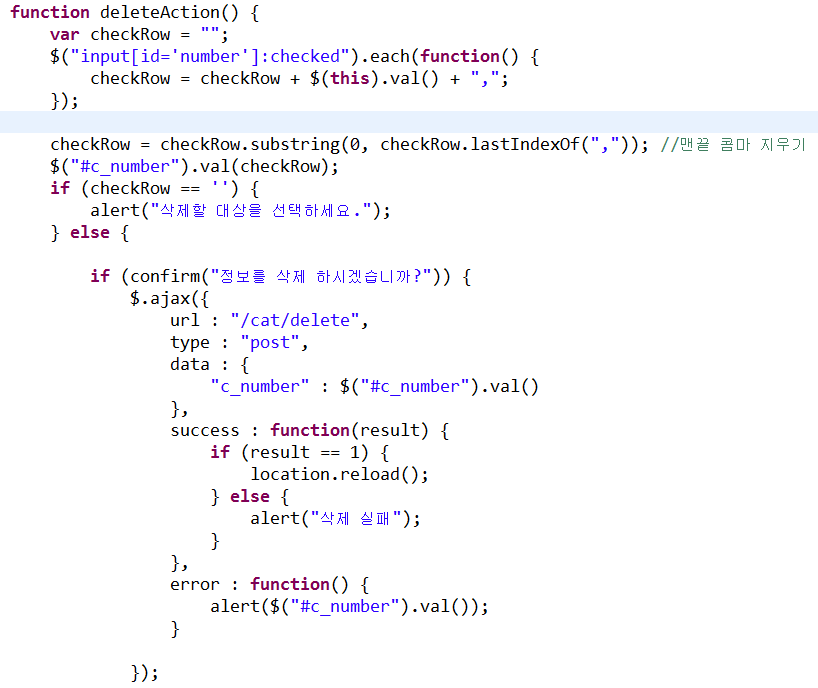 function deleteAction() {
    var checkRow = "";
    $("input[id='number']:checked").each(function() {
        checkRow = checkRow + $(this).val() + ",";
    });

    checkRow = checkRow.substring(0, checkRow.lastIndexOf(",")); //맨끝 콤마 지우기
    $("#c_number").val(checkRow);
    if (checkRow == '') {
        alert("삭제할 대상을 선택하세요.");
    } else {

        if (confirm("정보를 삭제 하시겠습니까?")) {
            $.ajax({
                url : "/cat/delete",
                type : "post",
                data : {
                    "c_number" : $("#c_number").val()
                },
                success : function(result) {
                    if (result == 1) {
                        location.reload();
                    } else {
                        alert("삭제 실패");
                    }
                },
                error : function() {
                    alert($("#c_number").val());
                }

            });